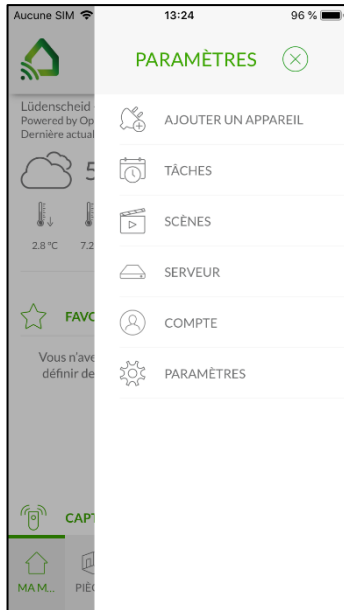 Aucune SIM 13:24 96 %
PARAMÈTRES
Lüdenscheid
Powered by Op
Dernière actual
AJOUTER UN APPAREIL
TÂCHES
5
SCÈNES
2.8 °C 7.2
SERVEUR
FAVO
COMPTE
Vous n'ave
définir de
PARAMÈTRES
CAPT
MA M... PIÈC